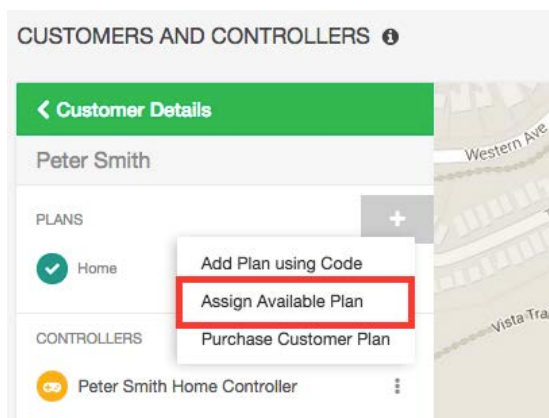 CUSTOMERS AND CONTROLLERS
Customer Details
Peter Smith
PLANS
Home
Add Plan using Code
Assign Available Plan
Purchase Customer Plan
CONTROLLERS
Peter Smith Home Controller
Western Ave
Vista Tra